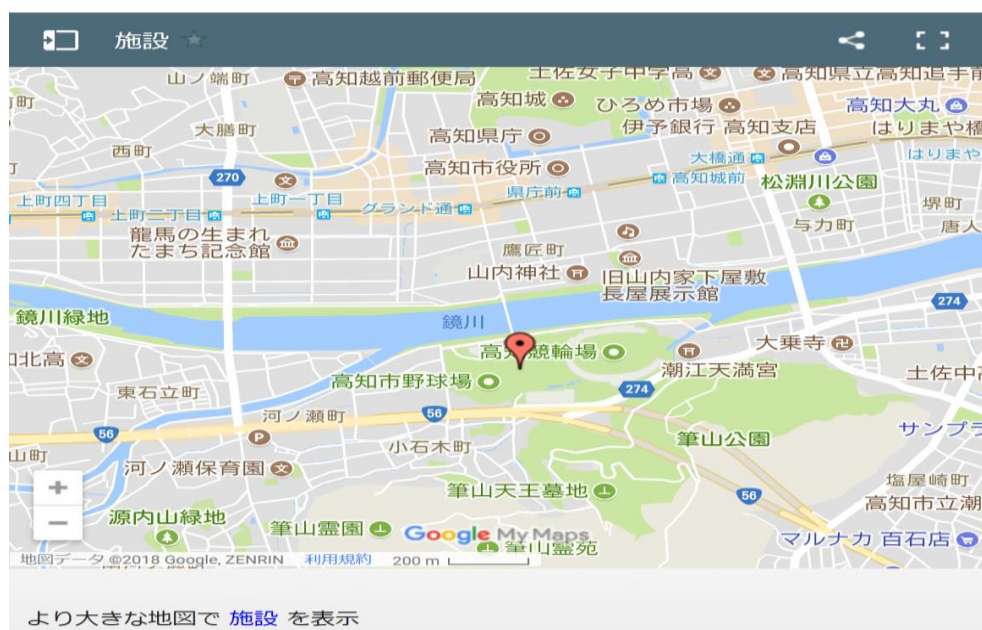 施設
山ノ端町
高知越前郵便局
土佐女子中学高
高知県立高知追手前
高知城
ひろめ市場
高知大丸
大膳町
高知県庁
伊予銀行 高知支店
はりまや橋
西町
高知市役所
大橋通
はりまや
270
高知城前
松淵川公園
上町四丁目
上町二丁目
上町一丁目
グランド通
県庁前
堺町
龍馬の生まれ
たまち記念館
鷹匠町
与力町
唐人
山内神社
旧山内家下屋敷
長屋展示館
274
鏡川緑地
鏡川
高知競輪場
大乗寺
北高
高知市野球場
潮江天満宮
土佐中
東石立町
274
河ノ瀬町
56
56
筆山公園
サンプラ
小石木町
山町
河ノ瀬保育園
塩屋崎町
筆山天王墓地
56
高知市立潮
源内山緑地
筆山霊園
Google My Maps
筆山霊苑
マルナカ 百石店
地図データ ©2018 Google, ZENRIN
利用規約
200 m
より大きな地図で 施設 を表示